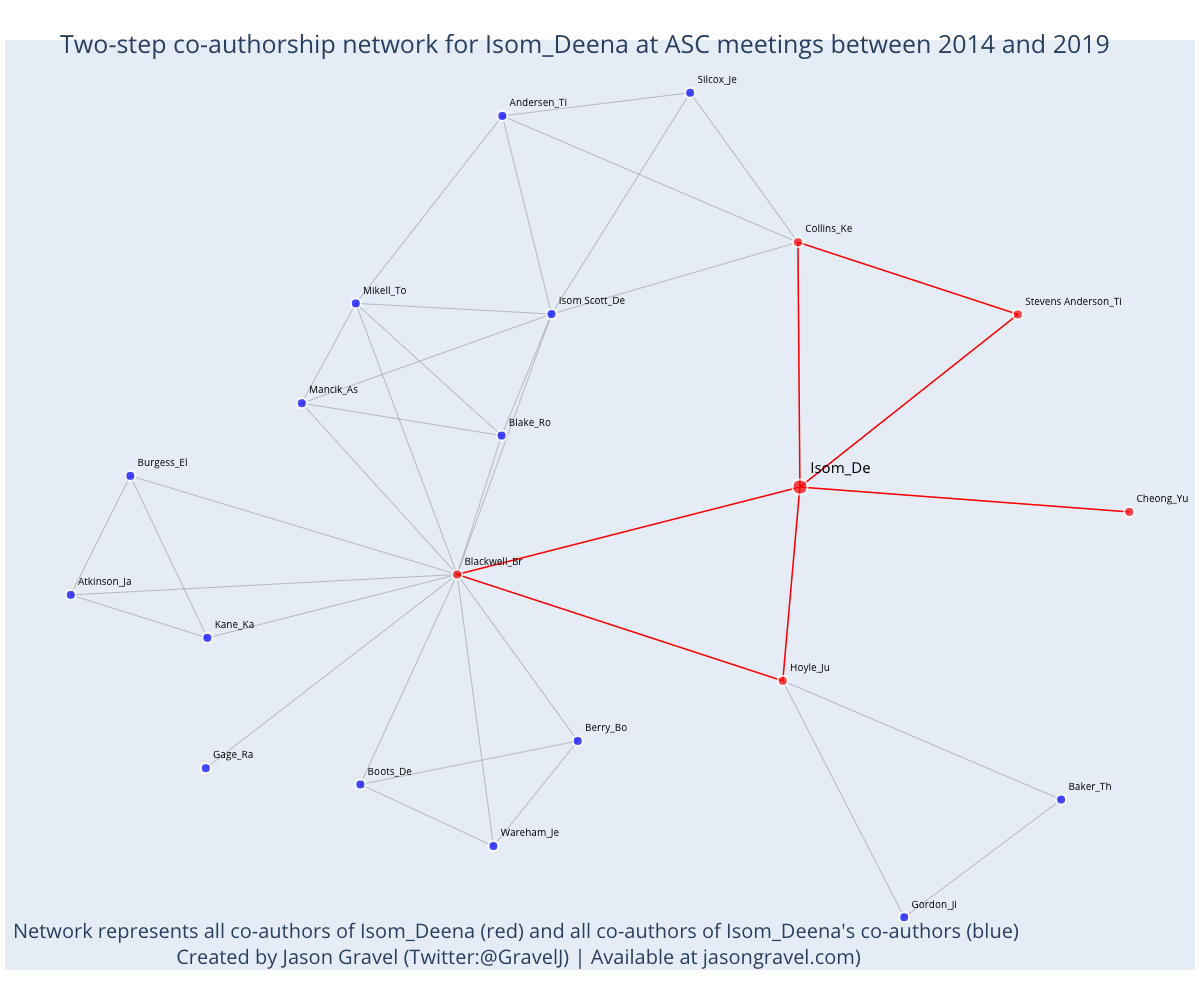 Two-step co-authorship network for Isom_Deena at ASC meetings between 2014 and 2019
Silcox_Je
Andersen_Ti
Collins_Ke
Mikell_To
Isom Scott_De
Stevens Anderson_Ti
Mancik_As
Blake_Ro
Burgess_El
Isom_De
Cheong_Yu
Blackwell_Br
Atkinson_Ja
Kane_Ka
Hoyle_Ju
Berry_Bo
Gage_Ra
Boots_De
Baker_Th
Wareham_Je
Gordon_Ji
Network represents all co-authors of Isom_Deena (red) and all co-authors of Isom_Deena's co-authors (blue)
Created by Jason Gravel (Twitter:@GravelJ) | Available at jasongravel.com)